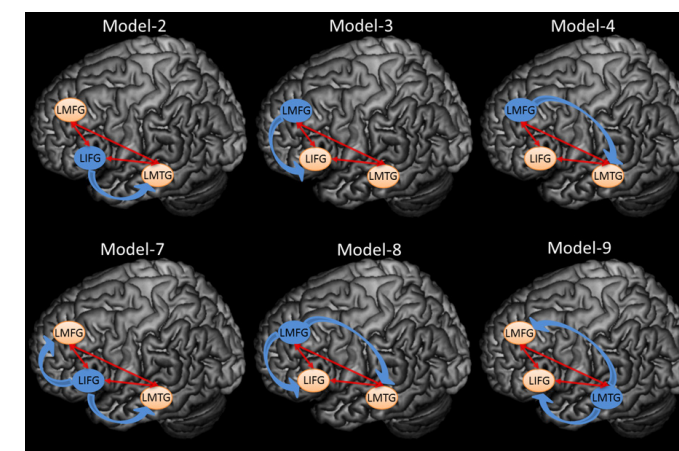 Model-2 Model-3 Model-4
LMFG LMFG LMFG
LIFG LIFG LIFG
LMTG LMTG LMTG
Model-7 Model-8 Model-9
LMFG LMFG LMFG
LIFG LIFG LIFG
LMTG LMTG LMTG